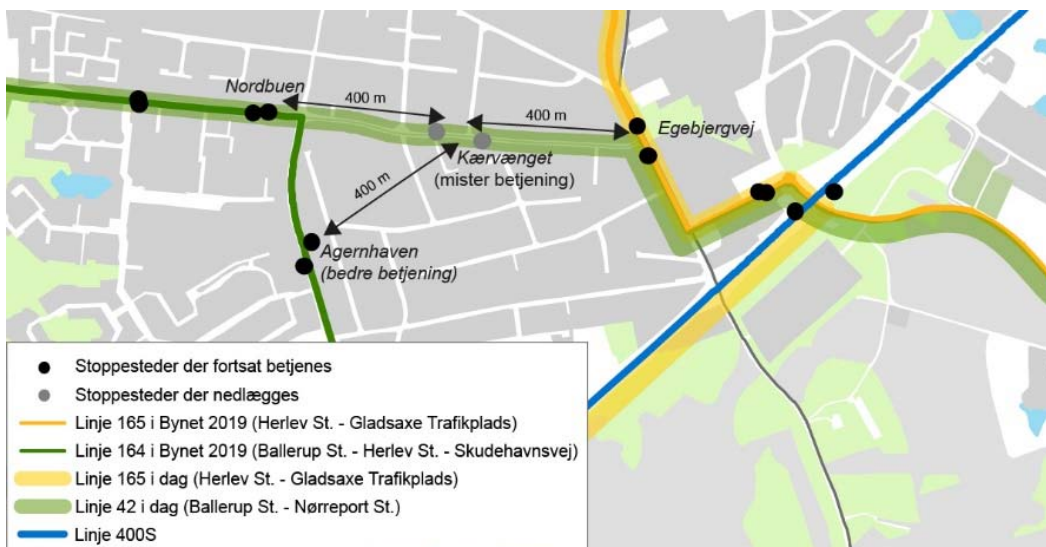 Nordbuen
400 m
400 m
Egebjergvej
Kærvænget
(mister betjening)
400 m
Agernhaven
(bedre betjening)
Stoppesteder der fortsat betjenes
Stoppesteder der nedlægges
Linje 165 i Bynet 2019 (Herlev St. - Gladsaxe Trafikplads)
Linje 164 i Bynet 2019 (Ballerup St. - Herlev St. - Skudehavnsvej)
Linje 165 i dag (Herlev St. - Gladsaxe Trafikplads)
Linje 42 i dag (Ballerup St. - Nørreport St.)
Linje 400S